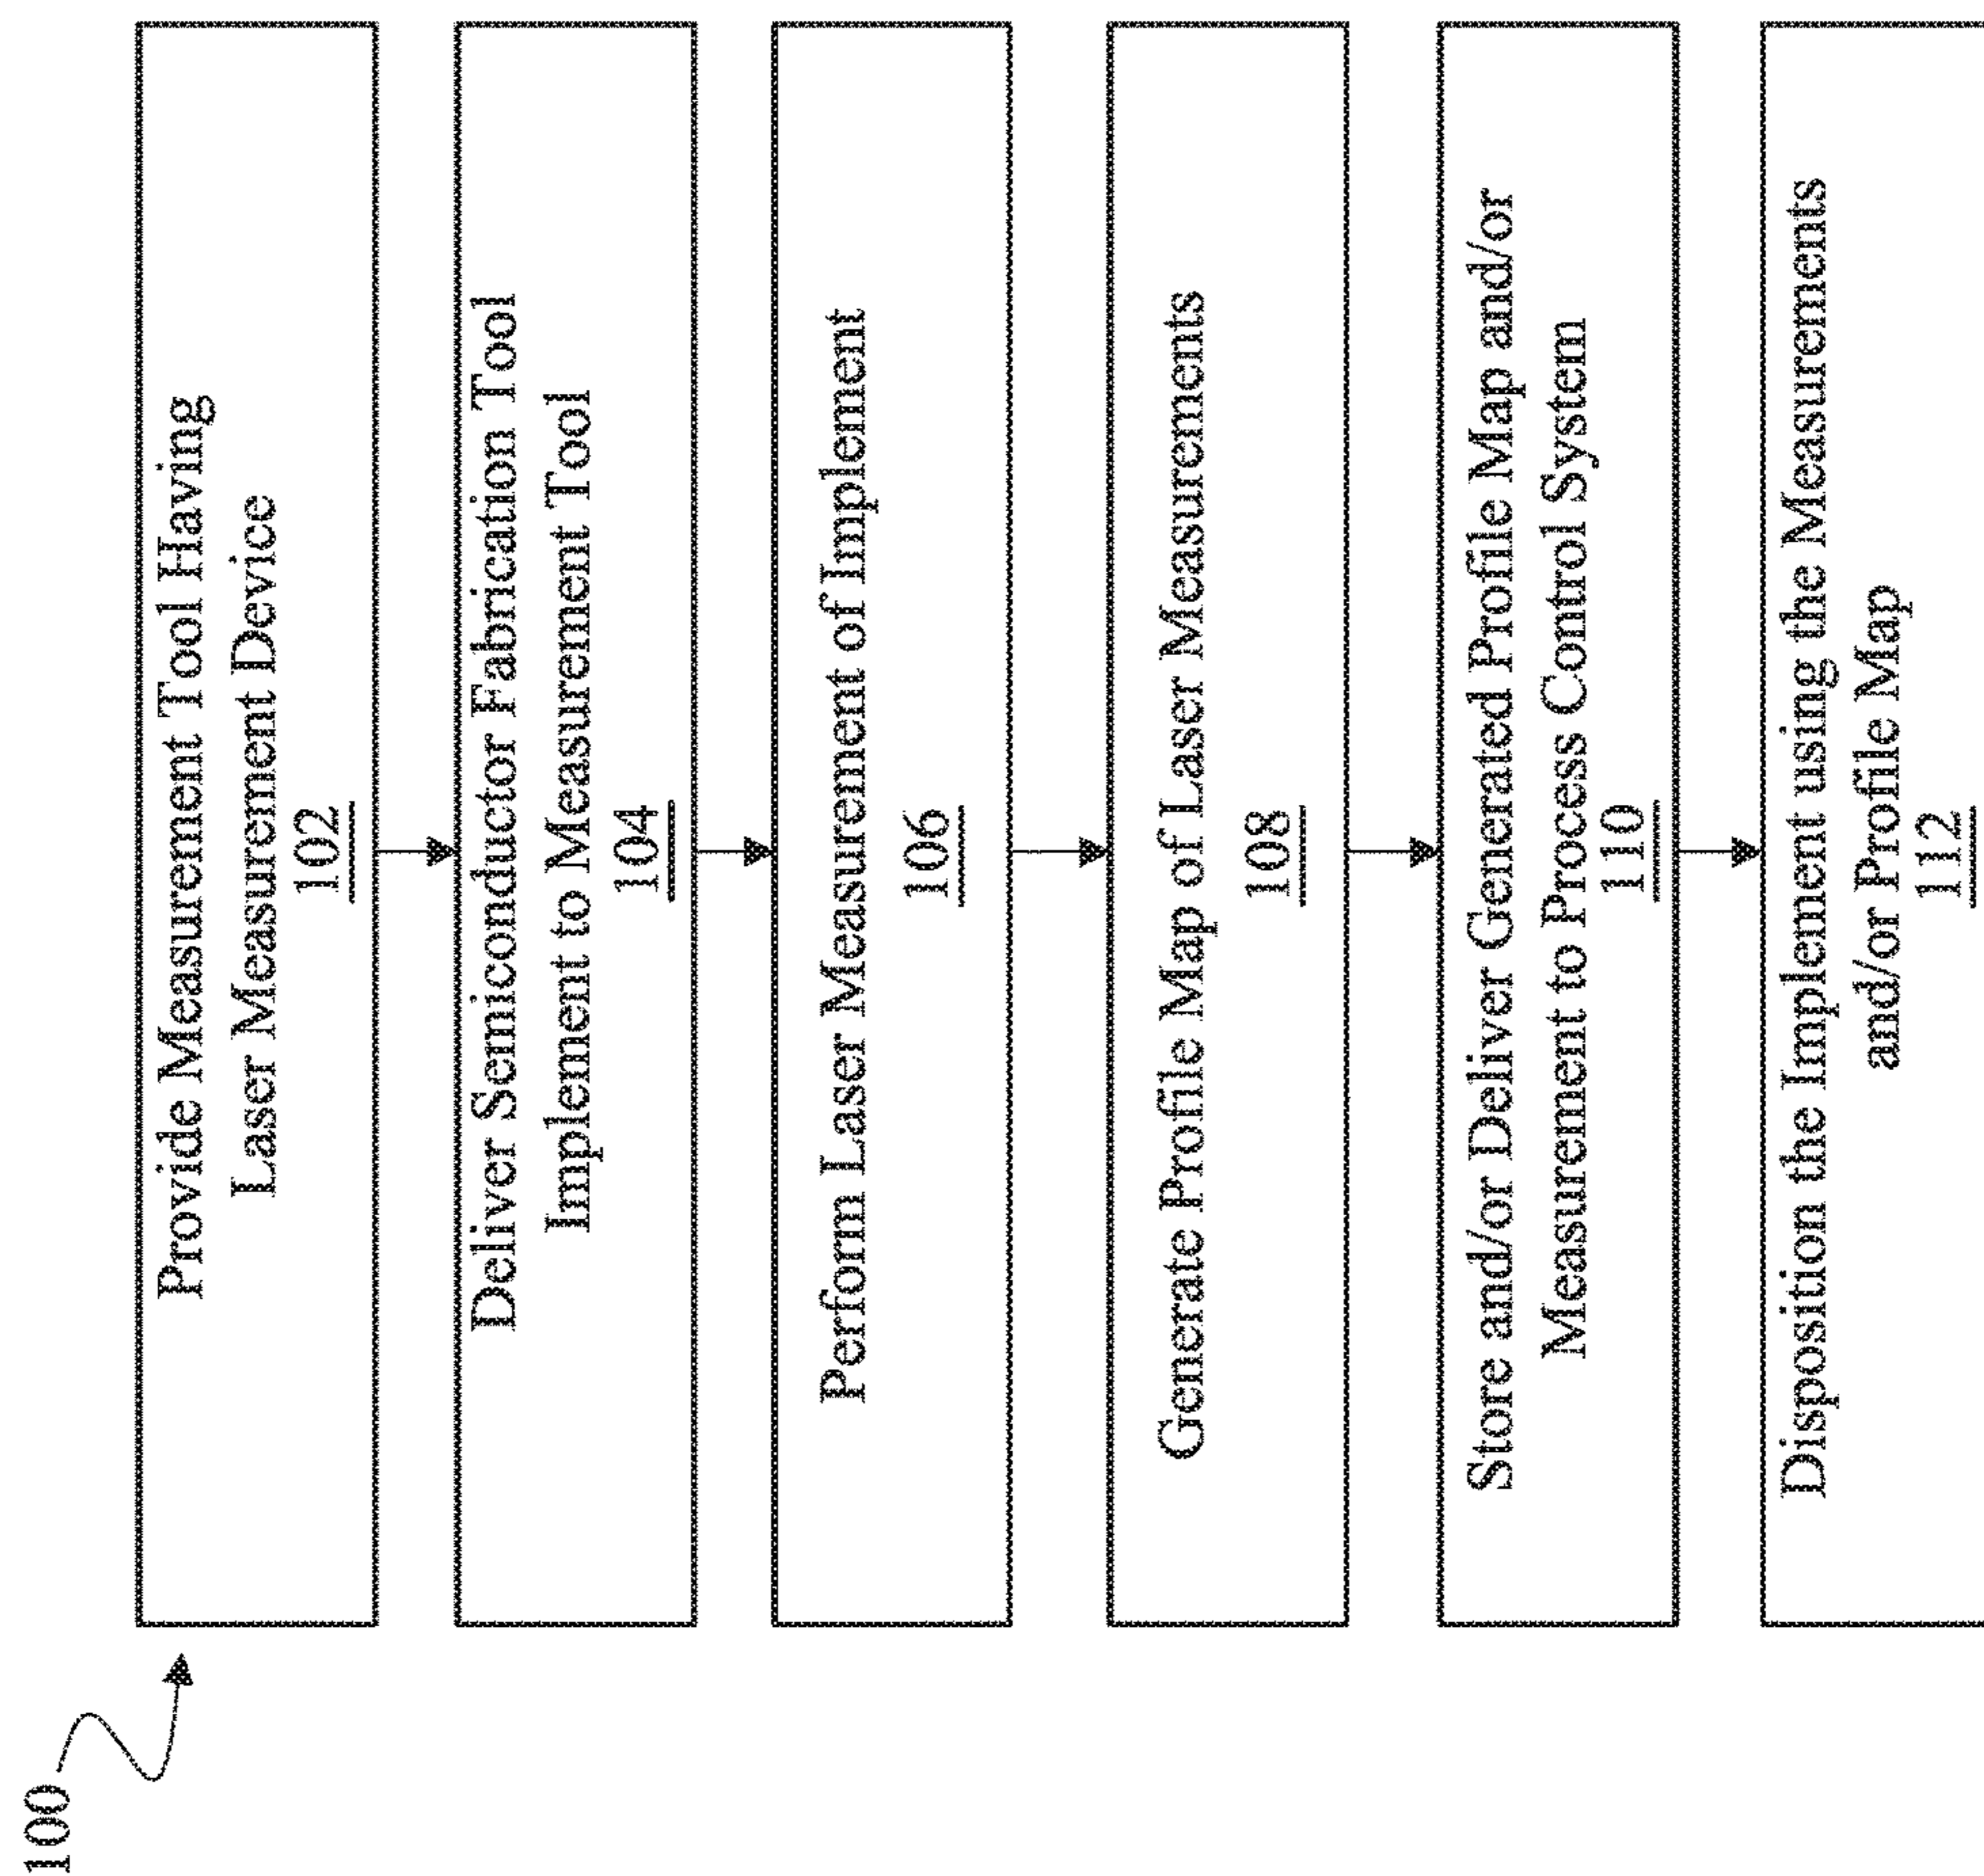 100
Provide Measurement Tool Having
Laser Measurement Device
102
Deliver Semiconductor Fabrication Tool
Implement to Measurement Tool
104
Perform Laser Measurement of Implement
106
Generate Profile Map of Laser Measurements
108
Store and/or Deliver Generated Profile Map and/or
Measurement to Process Control System
110
Disposition the Implement using the Measurements
and/or Profile Map
112